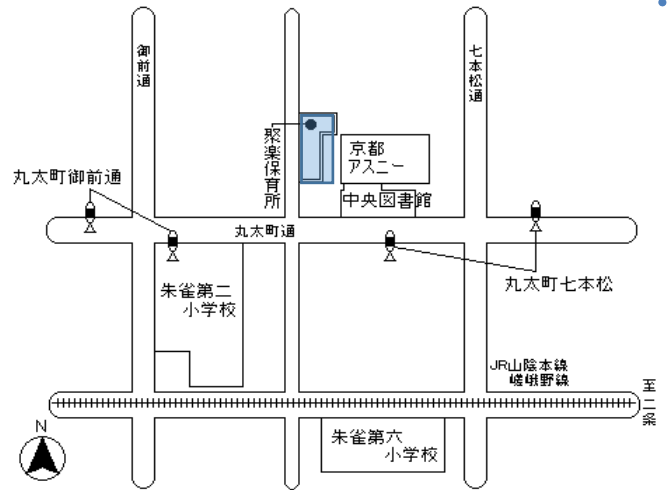 御前通
七本松通
聚楽保育所
京都
アスニー
中央図書館
丸太町御前通
丸太町通
丸太町七本松
朱雀第二
小学校
JR山陰本線
嵯峨野線
至二条
N
朱雀第六
小学校